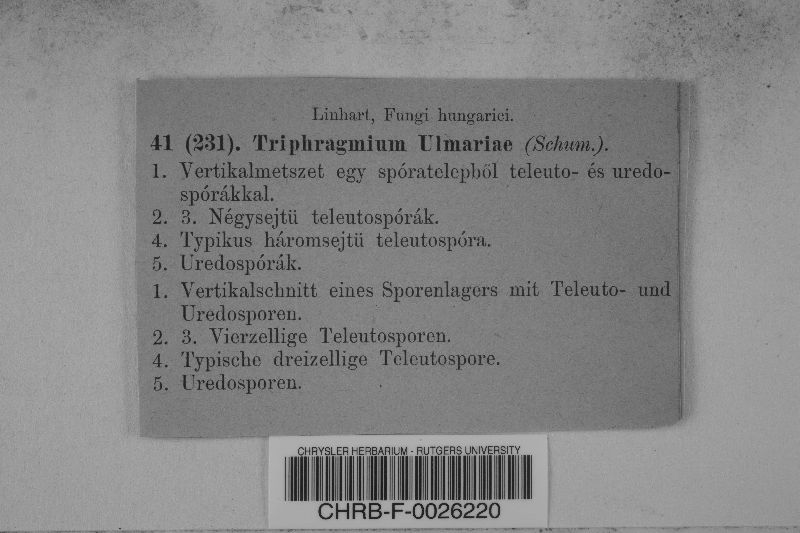 Linhart, Fungi hungarici.
41 (231). Triphragmium Ulmariae (Schum.).
1. Vertikalmetszet egy spóratelepből teleuto- és uredo-
spórákkal.
2. 3. Négysejtü teleutospórák.
4. Typikus háromsejtü teleutospóra.
5. Uredospórák.
1. Vertikalschnitt eines Sporenlagers mit Teleuto- und
Uredosporen.
2. 3. Vierzellige Teleutosporen.
4. Typische dreizellige Teleutospore.
5. Uredosporen.
CHRYSLER HERBARIUM - RUTGERS UNIVERSITY
CHRB-F-0026220